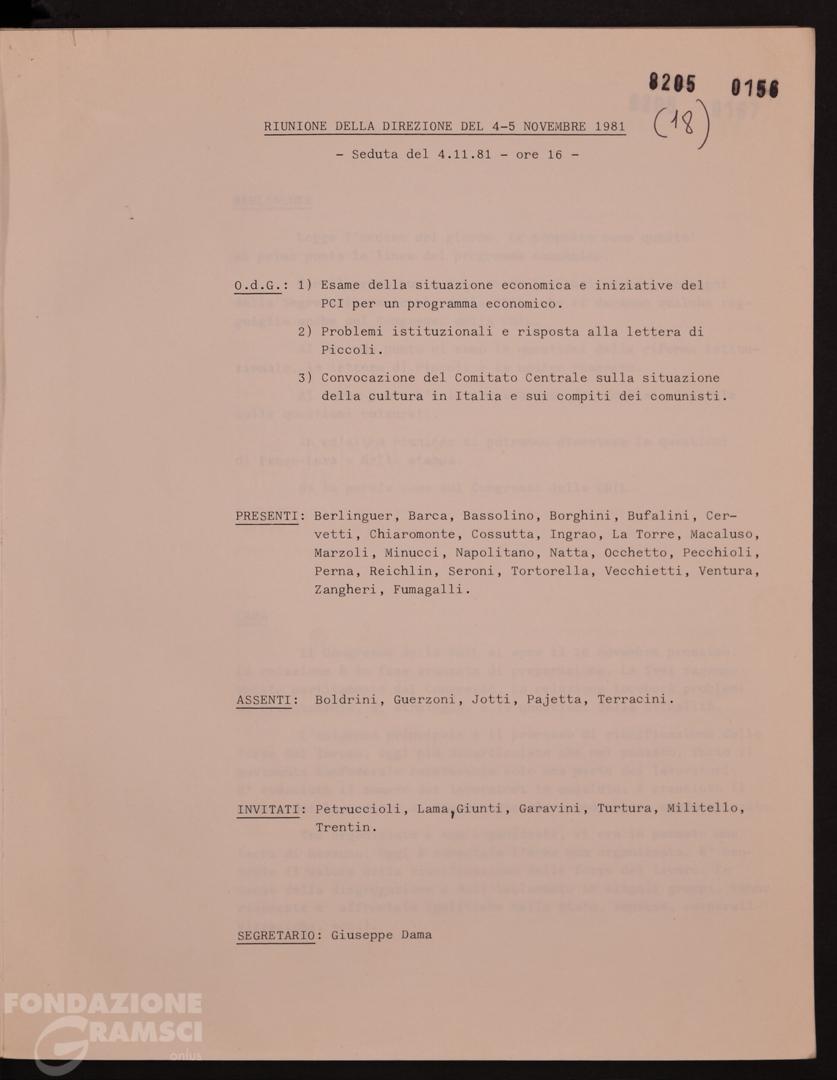 8205 0156
(18)
RIUNIONE DELLA DIREZIONE DEL 4-5 NOVEMBRE 1981
- Seduta del 4.11.81 - ore 16 -
O.d.G.: 1) Esame della situazione economica e iniziative del
PCI per un programma economico.
2) Problemi istituzionali e risposta alla lettera di
Piccoli.
3) Convocazione del Comitato Centrale sulla situazione
della cultura in Italia e sui compiti dei comunisti.
PRESENTI: Berlinguer, Barca, Bassolino, Borghini, Bufalini, Cer-
vetti, Chiaromonte, Cossutta, Ingrao, La Torre, Macaluso,
Marzoli, Minucci, Napolitano, Natta, Occhetto, Pecchioli,
Perna, Reichlin, Seroni, Tortorella, Vecchietti, Ventura,
Zangheri, Fumagalli.
ASSENTI: Boldrini, Guerzoni, Jotti, Pajetta, Terracini.
INVITATI: Petruccioli, Lama,Giunti, Garavini, Turtura, Militello,
Trentin.
SEGRETARIO: Giuseppe Dama
FONDAZIONE
GRAMSCI
onlus